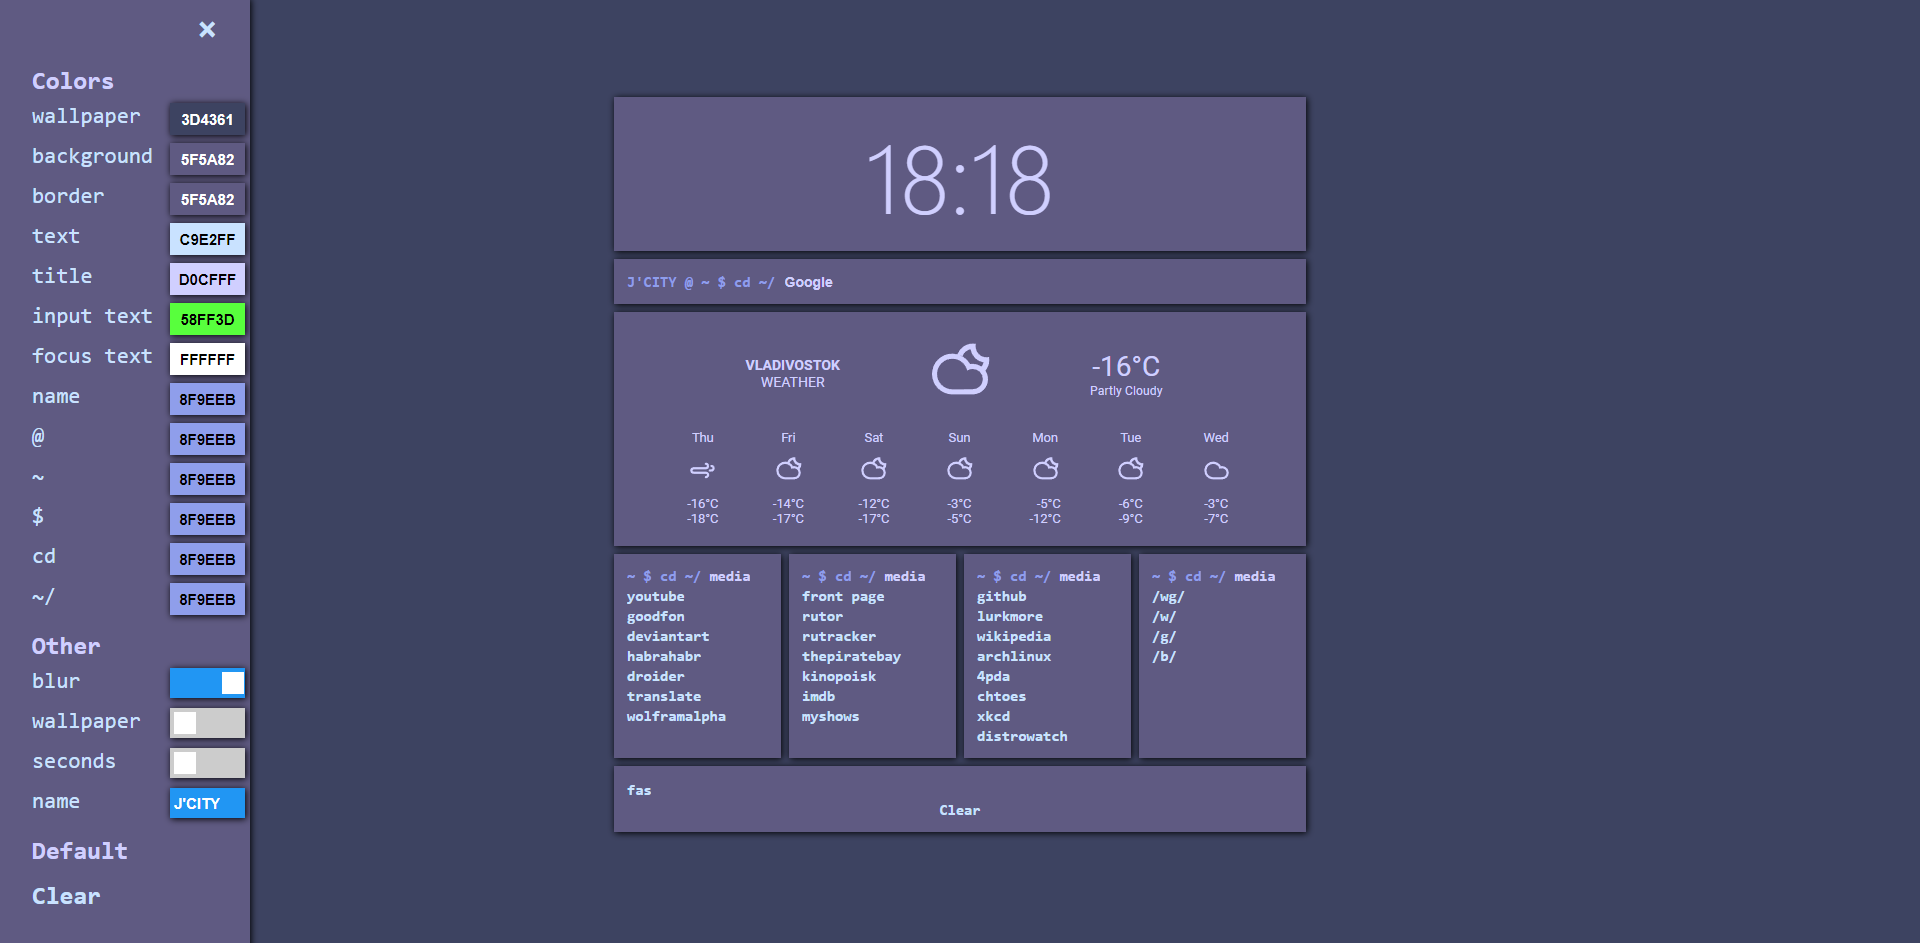 ×
Colors
wallpaper 3D4361
background 5F5A82
border 5F5A82
text C9E2FF
title D0CFFF
input text 58FF3D
focus text FFFFFF
name 8F9EEB
@ 8F9EEB
~ 8F9EEB
$ 8F9EEB
cd 8F9EEB
~/ 8F9EEB
Other
blur
wallpaper
seconds
name J'CITY
Default
Clear
18:18
J'CITY @ ~ $ cd ~/ Google
VLADIVOSTOK
WEATHER
-16°C
Partly Cloudy
Thu Fri Sat Sun Mon Tue Wed
-16°C -14°C -12°C -3°C -5°C -6°C -3°C
-18°C -17°C -17°C -5°C -12°C -9°C -7°C
~ $ cd ~/ media
youtube
goodfon
deviantart
habrahabr
droider
translate
wolframalpha
~ $ cd ~/ media
front page
rutor
rutracker
thepiratebay
kinopoisk
imdb
myshows
~ $ cd ~/ media
github
lurkmore
wikipedia
archlinux
4pda
chtoes
xkcd
distrowatch
~ $ cd ~/ media
/wg/
/w/
/g/
/b/
fas
Clear